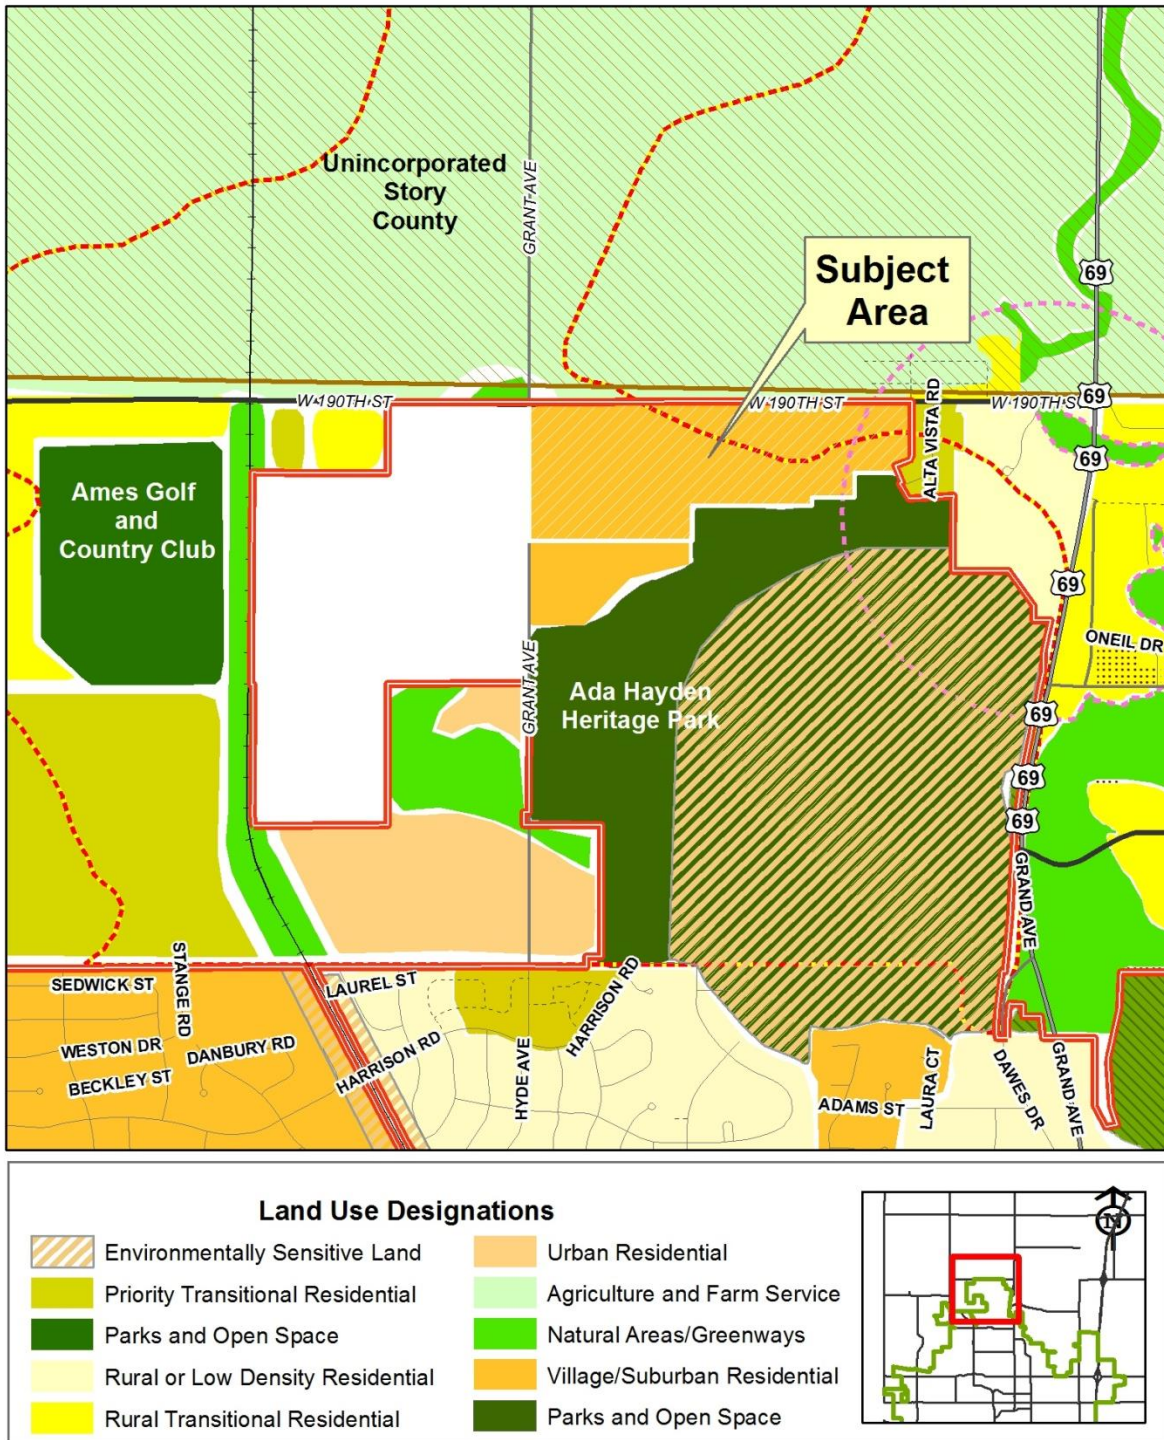 Unincorporated
Story
County
GRANT AVE
Subject
Area
69
69
W 190TH ST
W 190TH ST
W 190TH S
69
ALTA VISTA RD
Ames Golf
and
Country Club
69
ONEIL DR
Ada Hayden
Heritage Park
GRANT AVE
69
69
69
GRAND AVE
SEDWICK ST
STANGE RD
LAUREL ST
HARRISON RD
WESTON DR
DANBURY RD
BECKLEY ST
HARRISON RD
HYDE AVE
ADAMS ST
LAURA CT
DAWES DR
GRAND AVE
Land Use Designations
Environmentally Sensitive Land
Priority Transitional Residential
Parks and Open Space
Rural or Low Density Residential
Rural Transitional Residential
Urban Residential
Agriculture and Farm Service
Natural Areas/Greenways
Village/Suburban Residential
Parks and Open Space
N